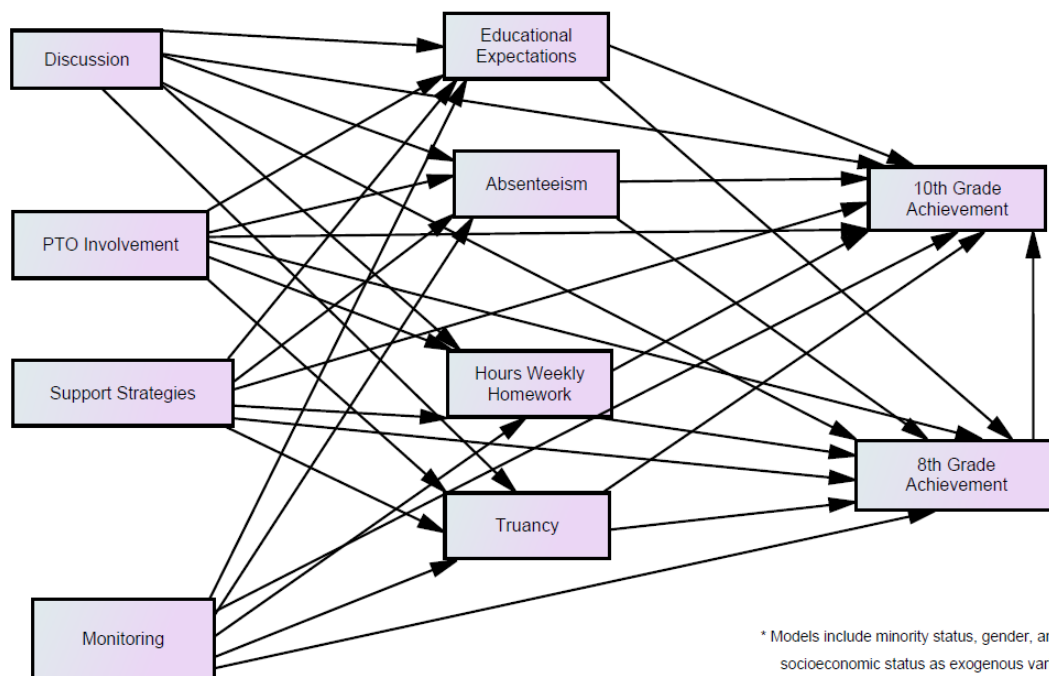 Educational
Expectations
Discussion
Absenteeism
10th Grade
Achievement
PTO Involvement
Hours Weekly
Homework
Support Strategies
8th Grade
Achievement
Truancy
Monitoring
* Models include minority status, gender, an
socioeconomic status as exogenous var